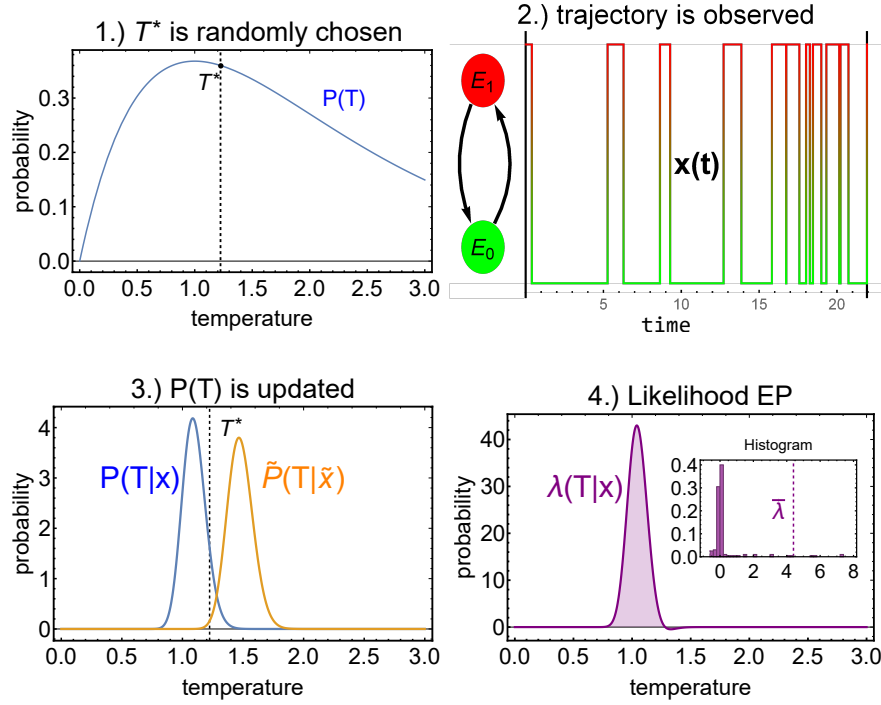 1.) T* is randomly chosen
probability
0.3
0.2
0.1
0.0
T*
P(T)
0.0 0.5 1.0 1.5 2.0 2.5 3.0
temperature
2.) trajectory is observed
E1
E0
x(t)
5 10 15 20
time
3.) P(T) is updated
probability
4
3
2
1
0
P(T|x)
T*
P̃(T|x̃)
0.0 0.5 1.0 1.5 2.0 2.5 3.0
temperature
4.) Likelihood EP
probability
40
30
20
10
0
λ(T|x)
Histogram
0.4
0.3
0.2
0.1
0.0
λ̅
0 2 4 6 8
0.0 0.5 1.0 1.5 2.0 2.5 3.0
temperature